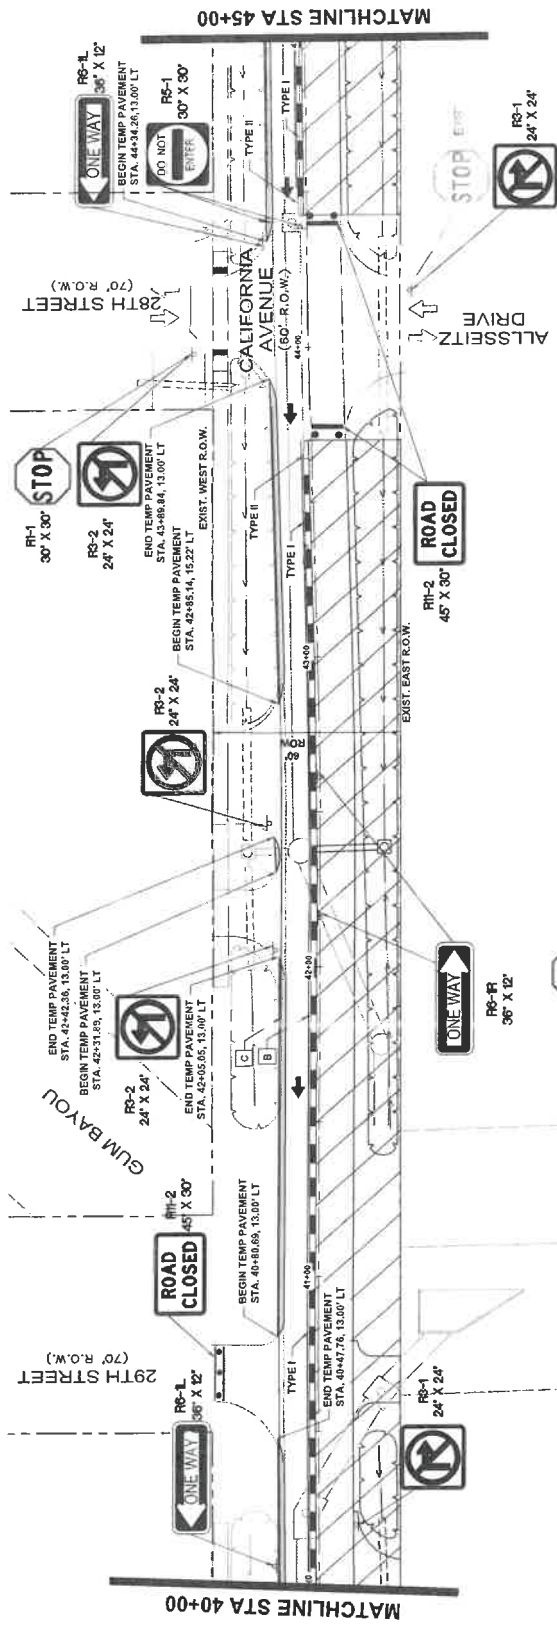 MATCHLINE STA 45+00
R6-1L
36" X 12"
ONE WAY
BEGIN TEMP PAVEMENT
STA. 44+34.26, 13.00' LT
R5-1
30" X 30"
DO NOT
ENTER
TYPE II
TYPE I
R3-1
24" X 24"
STOP
28TH STREET
(70' R.O.W.)
CALIFORNIA
AVENUE
(60' R.O.W.)
44+00
ALLSSEITZ
DRIVE
R1-1
30" X 30"
STOP
R3-2
24" X 24"
END TEMP PAVEMENT
STA. 43+69.84, 13.00' LT
EXIST. WEST R.O.W.
BEGIN TEMP PAVEMENT
STA. 42+85.14, 15.22' LT
TYPE II
TYPE I
ROAD
CLOSED
R11-2
45" X 30"
43+00
EXIST. EAST R.O.W.
R3-2
24" X 24"
60'
ROW
END TEMP PAVEMENT
STA. 42+42.36, 13.00' LT
BEGIN TEMP PAVEMENT
STA. 42+31.89, 13.00' LT
R3-2
24" X 24"
END TEMP PAVEMENT
STA. 42+05.05, 13.00' LT
C
B
42+00
ONE WAY
R6-1R
36" X 12"
GUM BAYOU
R11-2
45" X 30"
ROAD
CLOSED
BEGIN TEMP PAVEMENT
STA. 40+80.69, 13.00' LT
41+00
29TH STREET
(70' R.O.W.)
R6-1L
36" X 12"
ONE WAY
TYPE I
END TEMP PAVEMENT
STA. 40+47.76, 13.00' LT
R3-1
24" X 24"
MATCHLINE STA 40+00